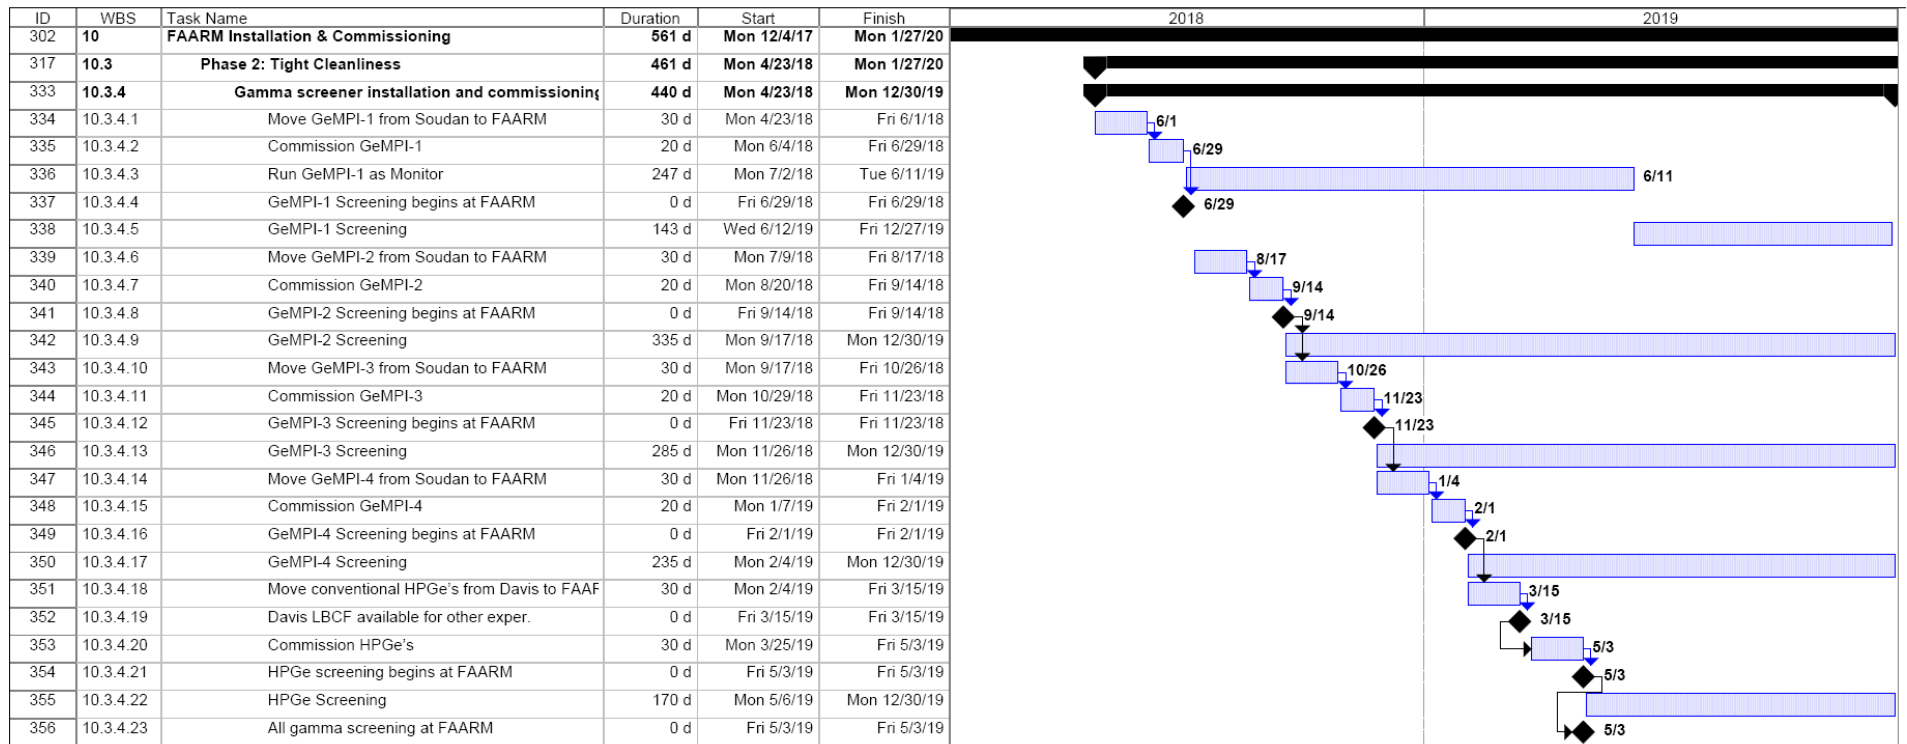 ID WBS Task Name Duration Start Finish 2018 2019
302 10 FAARM Installation & Commissioning 561 d Mon 12/4/17 Mon 1/27/20
317 10.3 Phase 2: Tight Cleanliness 461 d Mon 4/23/18 Mon 1/27/20
333 10.3.4 Gamma screener installation and commissioning 440 d Mon 4/23/18 Mon 12/30/19
334 10.3.4.1 Move GeMPI-1 from Soudan to FAARM 30 d Mon 4/23/18 Fri 6/1/18 6/1
335 10.3.4.2 Commission GeMPI-1 20 d Mon 6/4/18 Fri 6/29/18 6/29
336 10.3.4.3 Run GeMPI-1 as Monitor 247 d Mon 7/2/18 Tue 6/11/19 6/11
337 10.3.4.4 GeMPI-1 Screening begins at FAARM 0 d Fri 6/29/18 Fri 6/29/18 6/29
338 10.3.4.5 GeMPI-1 Screening 143 d Wed 6/12/19 Fri 12/27/19
339 10.3.4.6 Move GeMPI-2 from Soudan to FAARM 30 d Mon 7/9/18 Fri 8/17/18 8/17
340 10.3.4.7 Commission GeMPI-2 20 d Mon 8/20/18 Fri 9/14/18 9/14
341 10.3.4.8 GeMPI-2 Screening begins at FAARM 0 d Fri 9/14/18 Fri 9/14/18 9/14
342 10.3.4.9 GeMPI-2 Screening 335 d Mon 9/17/18 Mon 12/30/19
343 10.3.4.10 Move GeMPI-3 from Soudan to FAARM 30 d Mon 9/17/18 Fri 10/26/18 10/26
344 10.3.4.11 Commission GeMPI-3 20 d Mon 10/29/18 Fri 11/23/18 11/23
345 10.3.4.12 GeMPI-3 Screening begins at FAARM 0 d Fri 11/23/18 Fri 11/23/18 11/23
346 10.3.4.13 GeMPI-3 Screening 285 d Mon 11/26/18 Mon 12/30/19
347 10.3.4.14 Move GeMPI-4 from Soudan to FAARM 30 d Mon 11/26/18 Fri 1/4/19 1/4
348 10.3.4.15 Commission GeMPI-4 20 d Mon 1/7/19 Fri 2/1/19 2/1
349 10.3.4.16 GeMPI-4 Screening begins at FAARM 0 d Fri 2/1/19 Fri 2/1/19 2/1
350 10.3.4.17 GeMPI-4 Screening 235 d Mon 2/4/19 Mon 12/30/19
351 10.3.4.18 Move conventional HPGe's from Davis to FAAF 30 d Mon 2/4/19 Fri 3/15/19 3/15
352 10.3.4.19 Davis LBCF available for other exper. 0 d Fri 3/15/19 Fri 3/15/19 3/15
353 10.3.4.20 Commission HPGe's 30 d Mon 3/25/19 Fri 5/3/19 5/3
354 10.3.4.21 HPGe screening begins at FAARM 0 d Fri 5/3/19 Fri 5/3/19 5/3
355 10.3.4.22 HPGe Screening 170 d Mon 5/6/19 Mon 12/30/19
356 10.3.4.23 All gamma screening at FAARM 0 d Fri 5/3/19 Fri 5/3/19 5/3